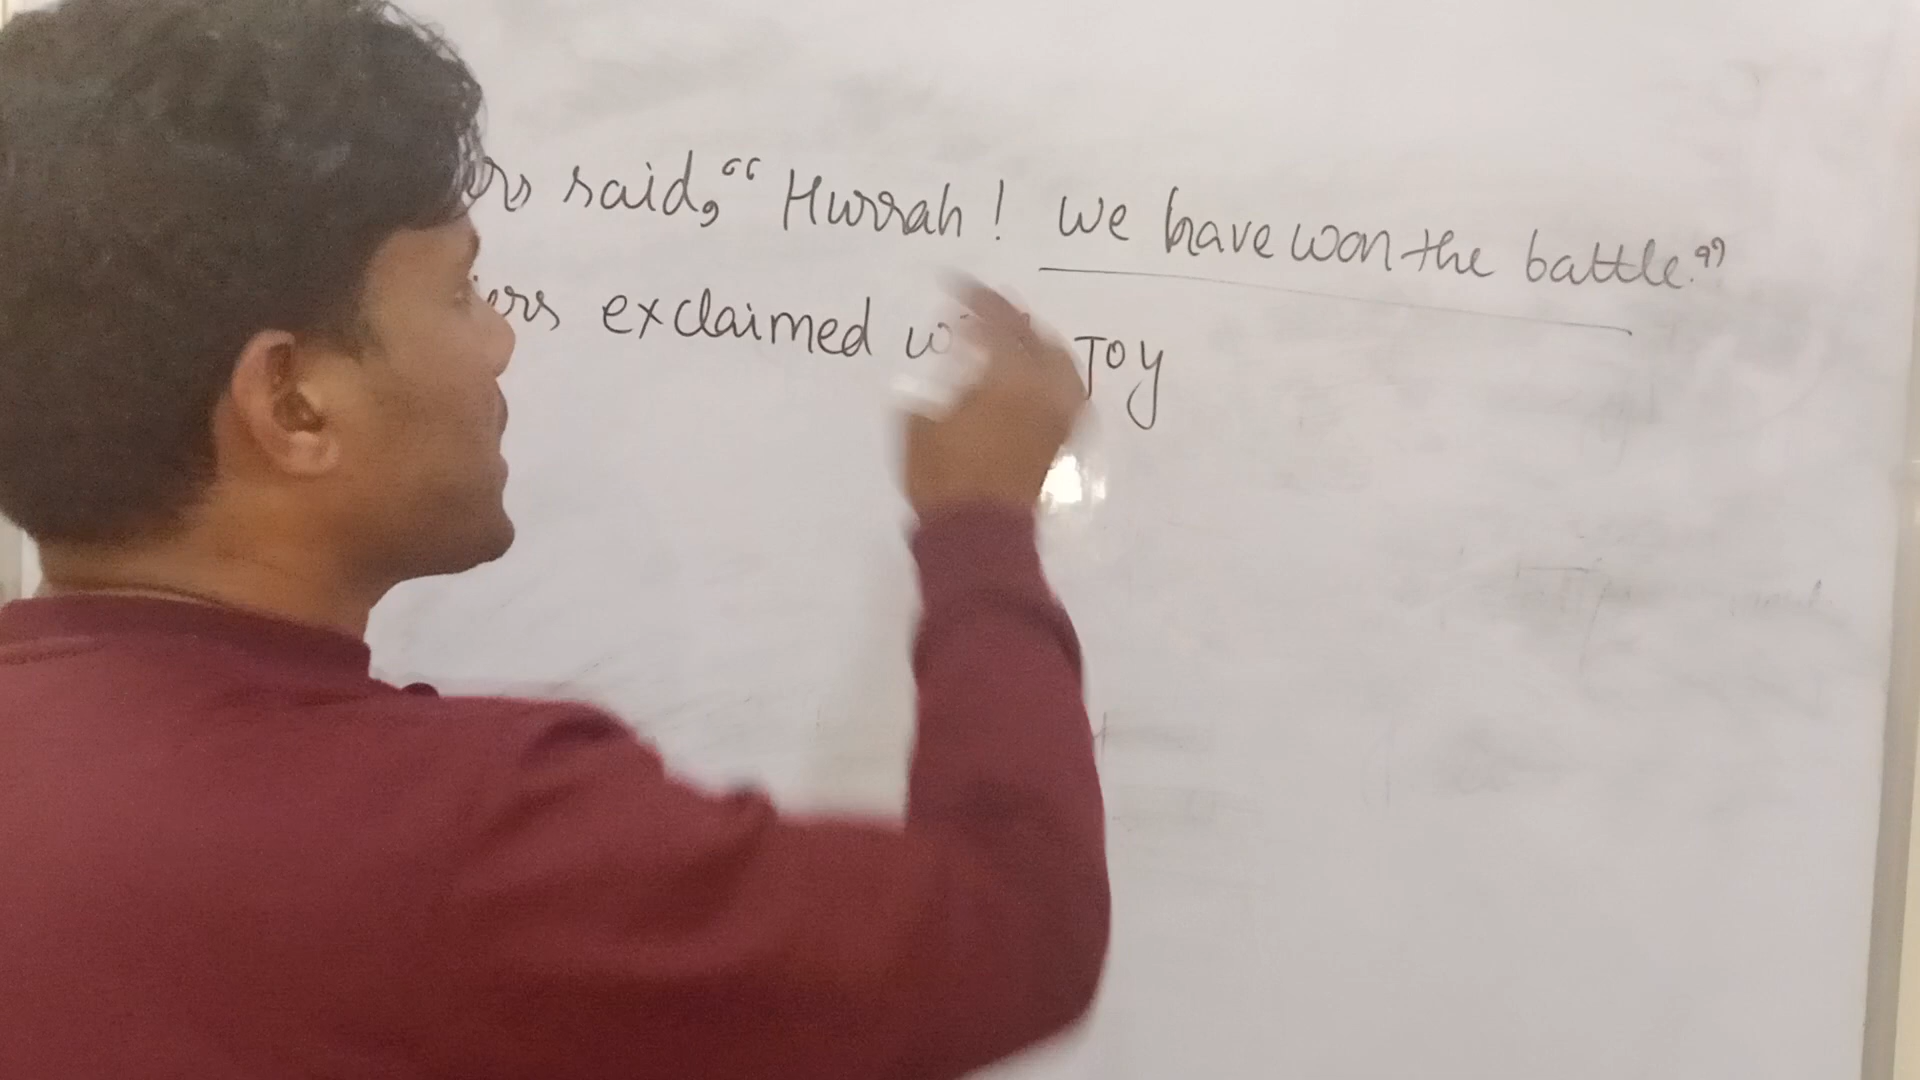 said, “Hurrah! we have won the battle.”
exclaimed Joy